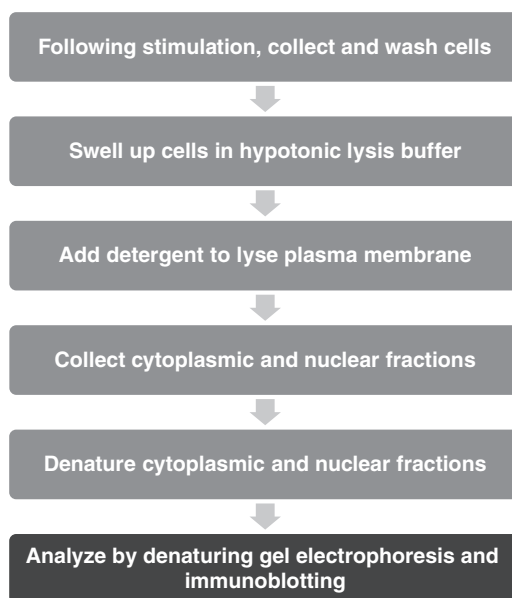 Following stimulation, collect and wash cells
Swell up cells in hypotonic lysis buffer
Add detergent to lyse plasma membrane
Collect cytoplasmic and nuclear fractions
Denature cytoplasmic and nuclear fractions
Analyze by denaturing gel electrophoresis and
immunoblotting